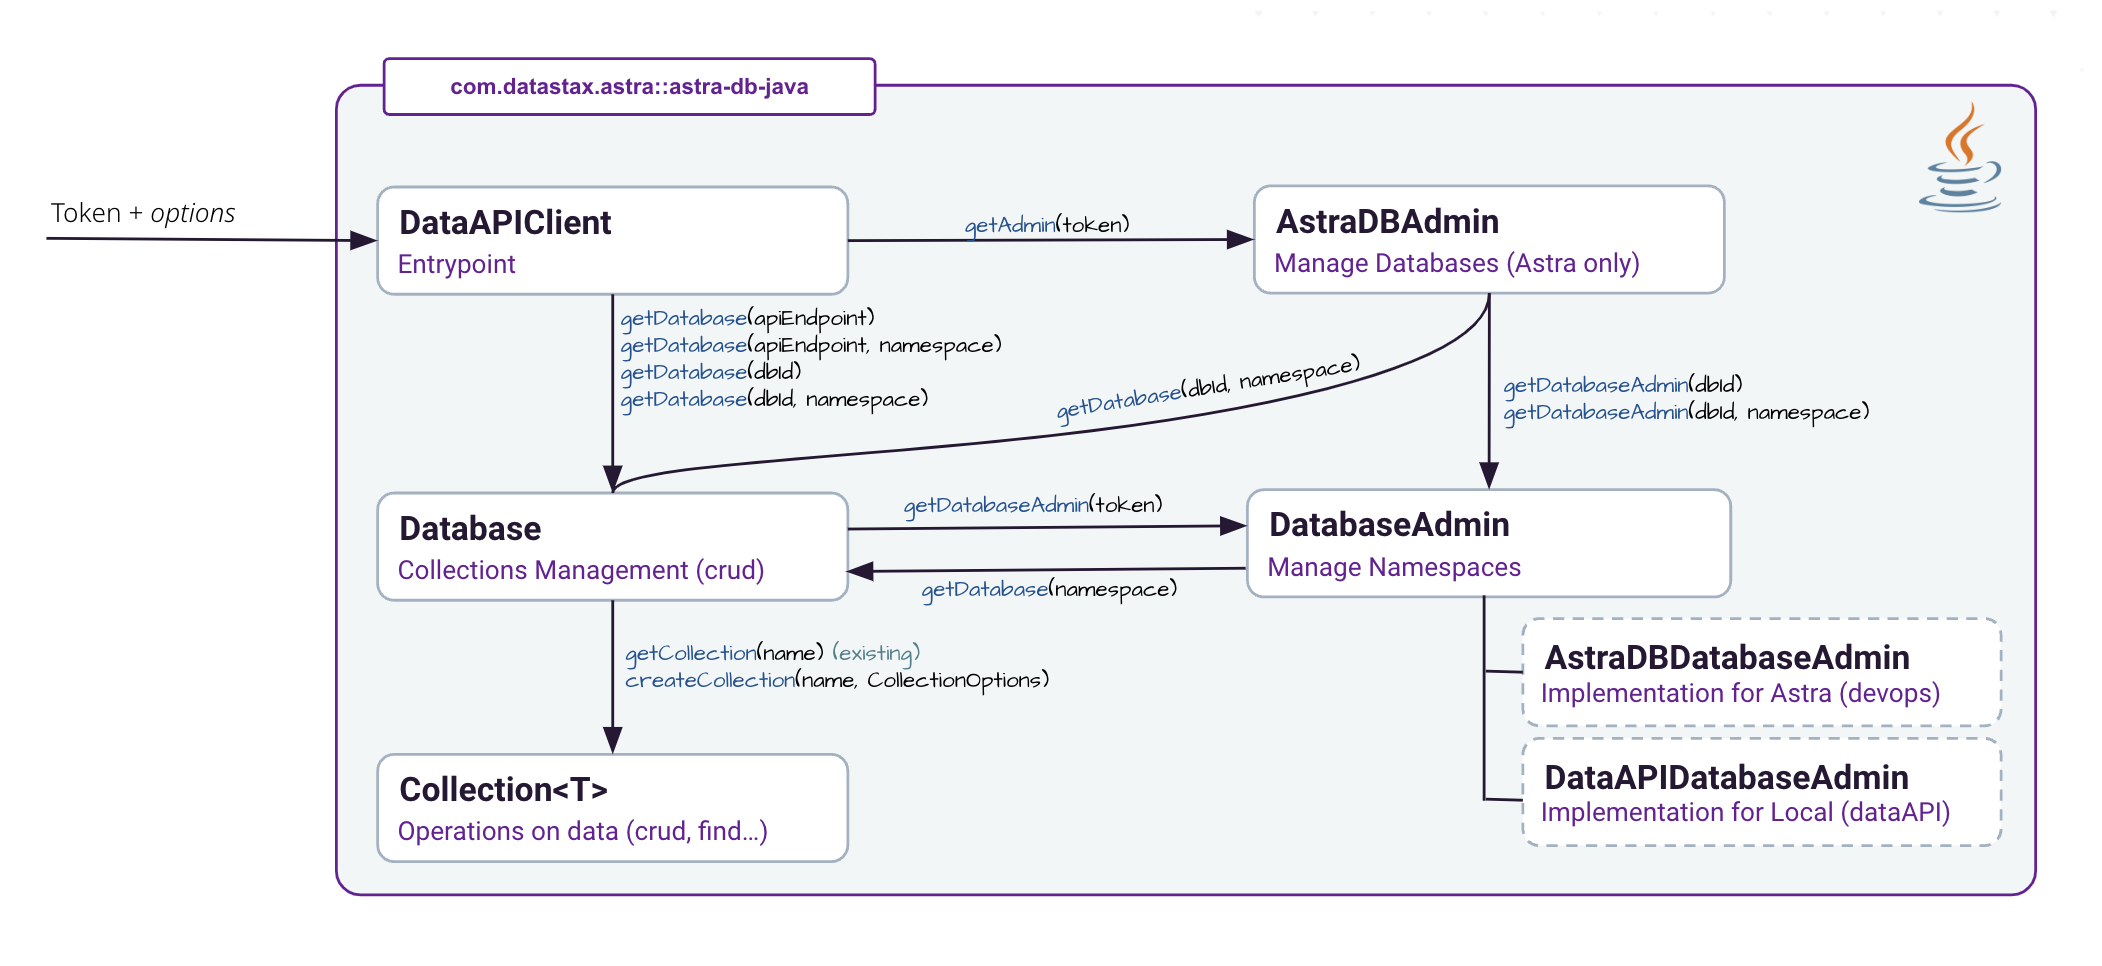 com.datastax.astra::astra-db-java
Token + options
DataAPIClient
Entrypoint
getAdmin(token)
AstraDBAdmin
Manage Databases (Astra only)
getDatabase(apiEndpoint)
getDatabase(apiEndpoint, namespace)
getDatabase(dbId)
getDatabase(dbId, namespace)
getDatabase(dbId, namespace)
getDatabaseAdmin(dbId)
getDatabaseAdmin(dbId, namespace)
Database
Collections Management (crud)
getDatabaseAdmin(token)
getDatabase(namespace)
DatabaseAdmin
Manage Namespaces
getCollection(name) (existing)
createCollection(name, CollectionOptions)
AstraDBDatabaseAdmin
Implementation for Astra (devops)
Collection<T>
Operations on data (crud, find...)
DataAPIDatabaseAdmin
Implementation for Local (dataAPI)